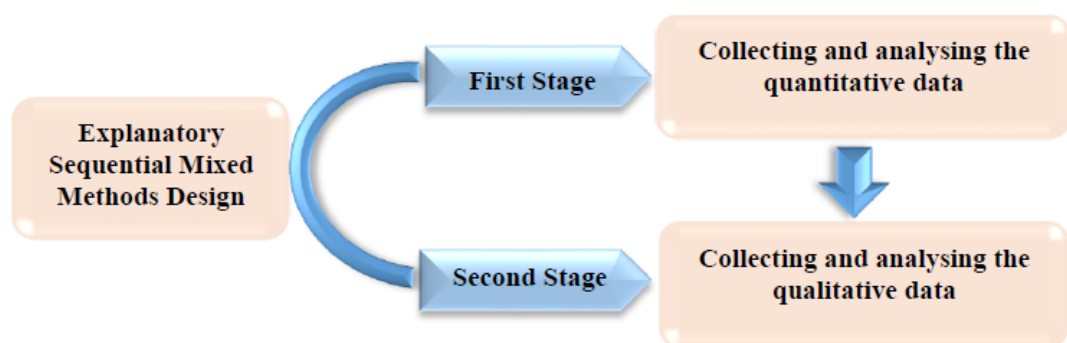 Explanatory
Sequential Mixed
Methods Design
First Stage
Collecting and analysing the
quantitative data
Second Stage
Collecting and analysing the
qualitative data